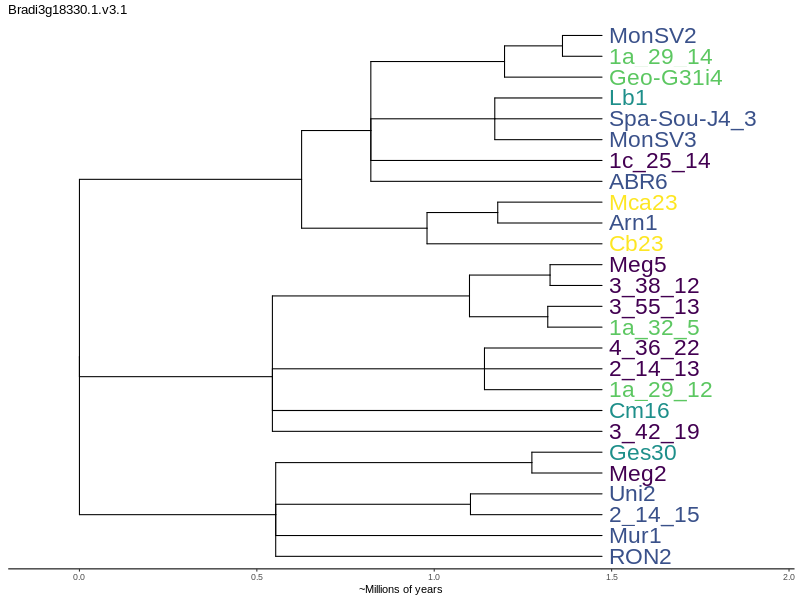 Bradi3g18330.1.v3.1
MonSV2
1a_29_14
Geo-G31i4
Lb1
Spa-Sou-J4_3
MonSV3
1c_25_14
ABR6
Mca23
Arn1
Cb23
Meg5
3_38_12
3_55_13
1a_32_5
4_36_22
2_14_13
1a_29_12
Cm16
3_42_19
Ges30
Meg2
Uni2
2_14_15
Mur1
RON2
0.0 0.5 1.0 1.5 2.0
~Millions of years